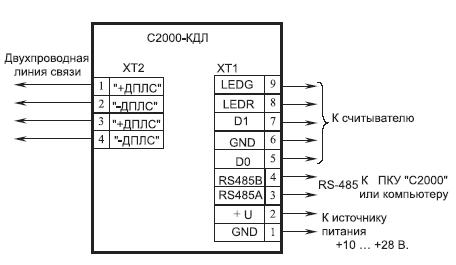 С2000-КДЛ
Двухпроводная
линия связи
XT2
1 "+ДПЛС"
2 "-ДПЛС"
3 "+ДПЛС"
4 "-ДПЛС"
XT1
LEDG 9
LEDR 8
D1 7
GND 6
D0 5
RS485B 4
RS485A 3
+ U 2
GND 1
К считывателю
RS-485 К ПКУ "С2000"
или компьютеру
К источнику
питания
+10 ... +28 В.